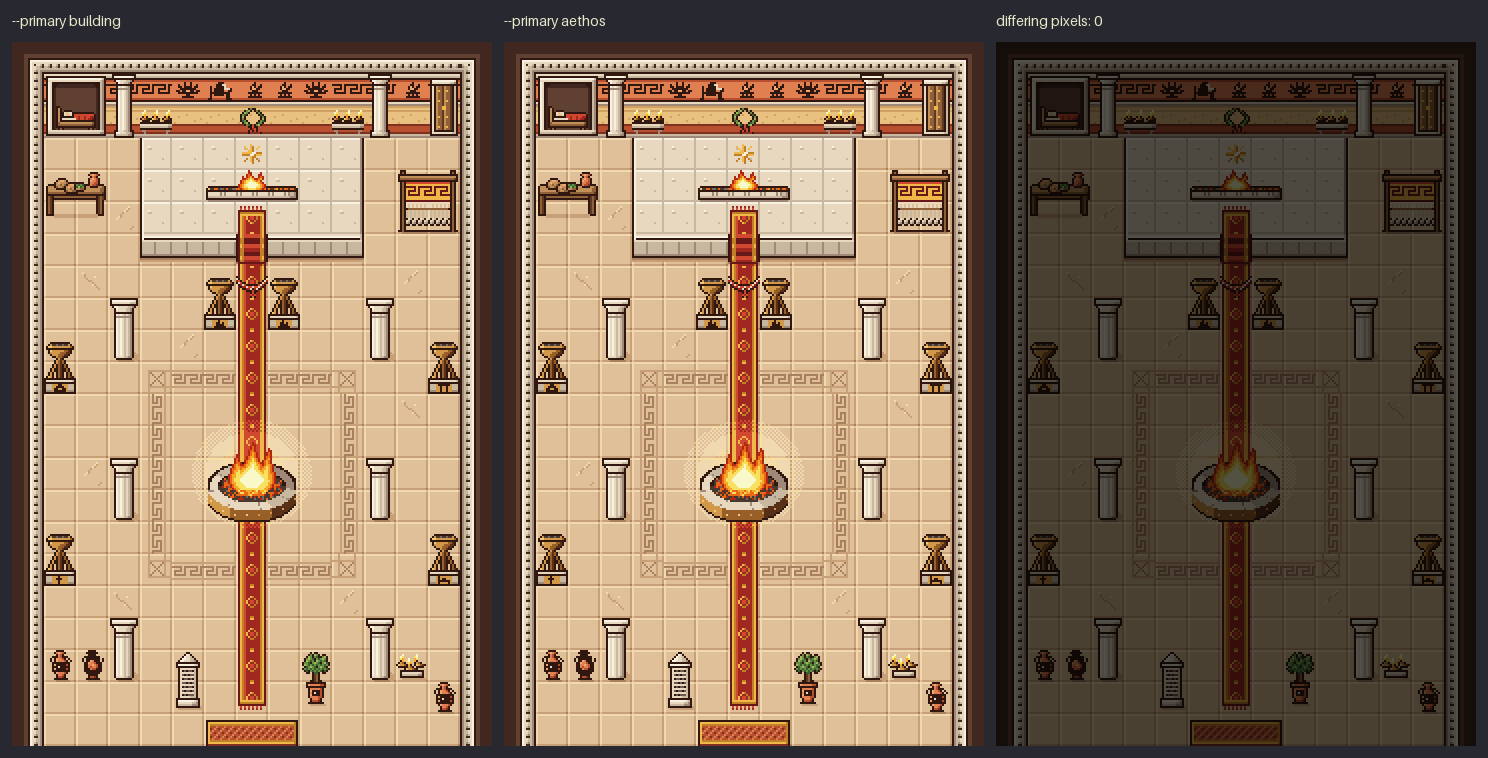 --primary building
--primary aethos
differing pixels: 0